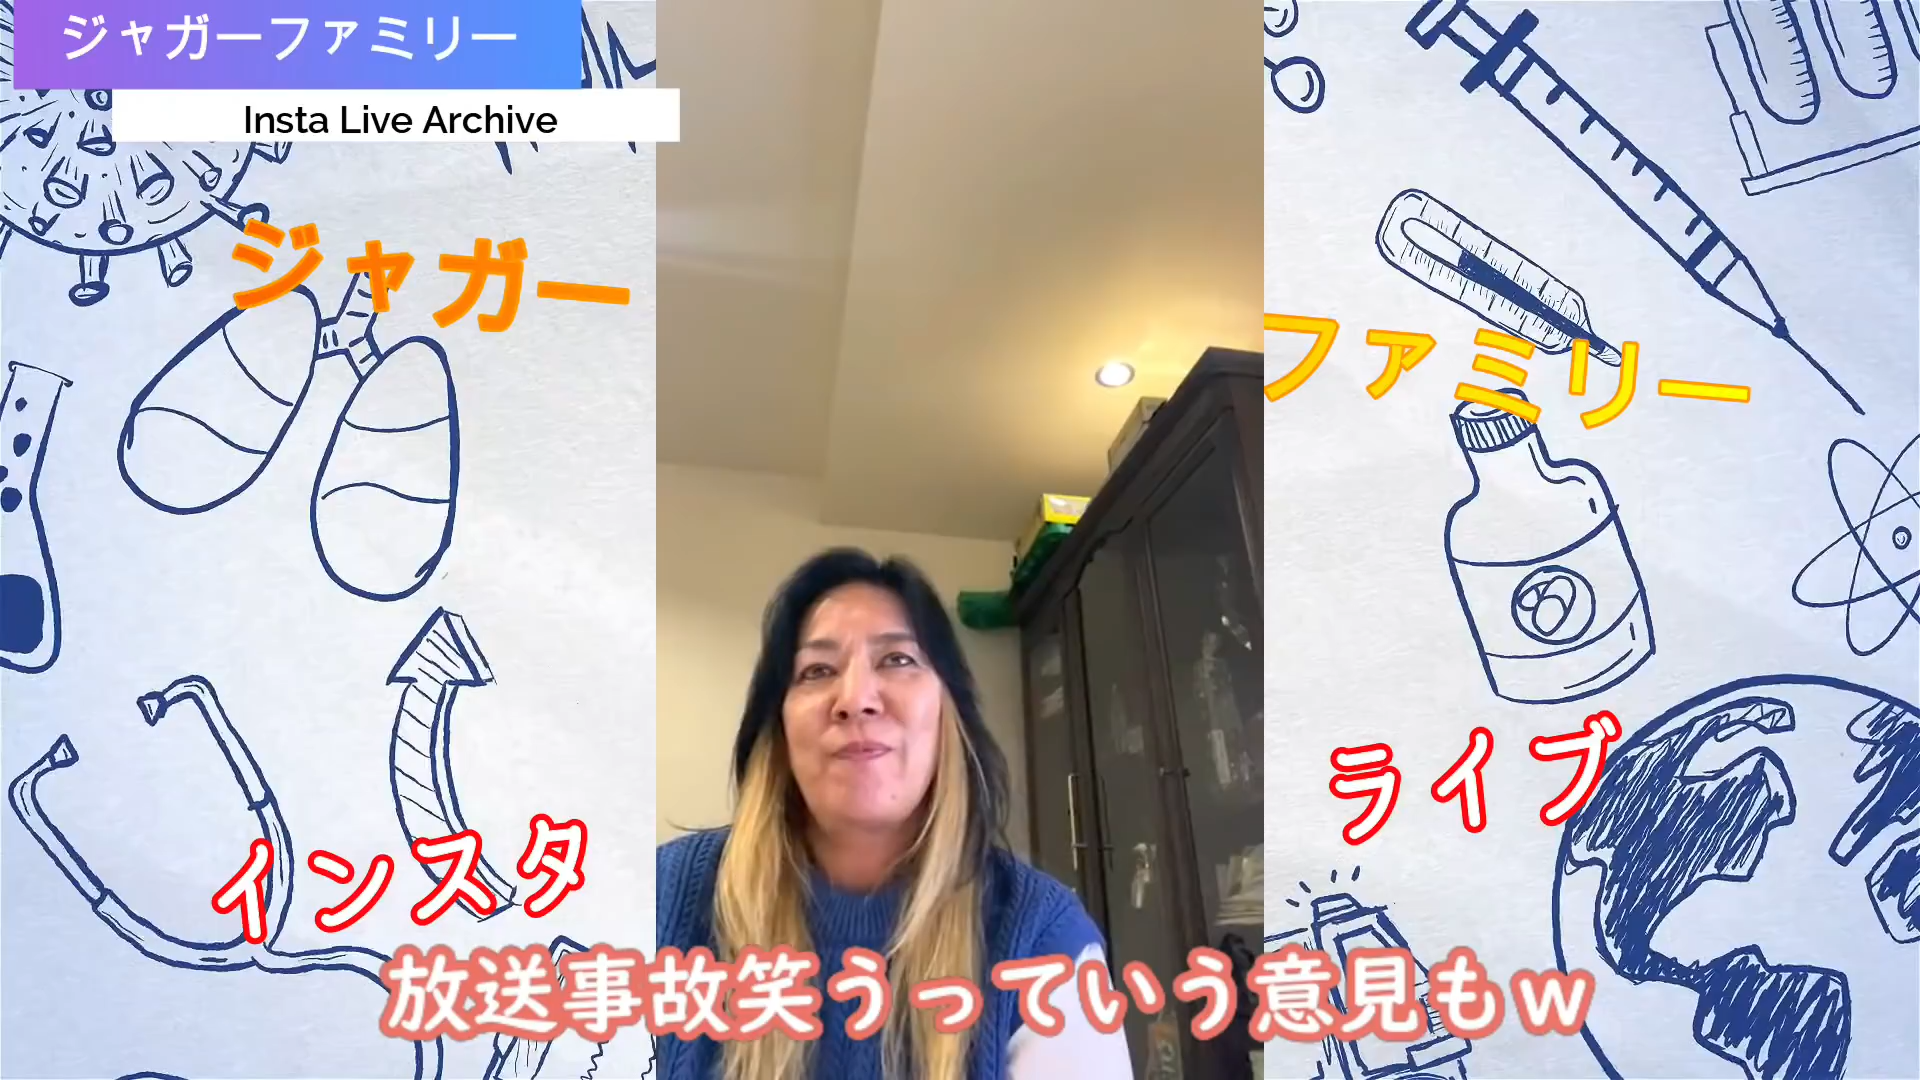 ジャガーファミリー
Insta Live Archive
ジャガー
ファミリー
インスタ
ライブ
放送事故笑うっていう意見もｗ